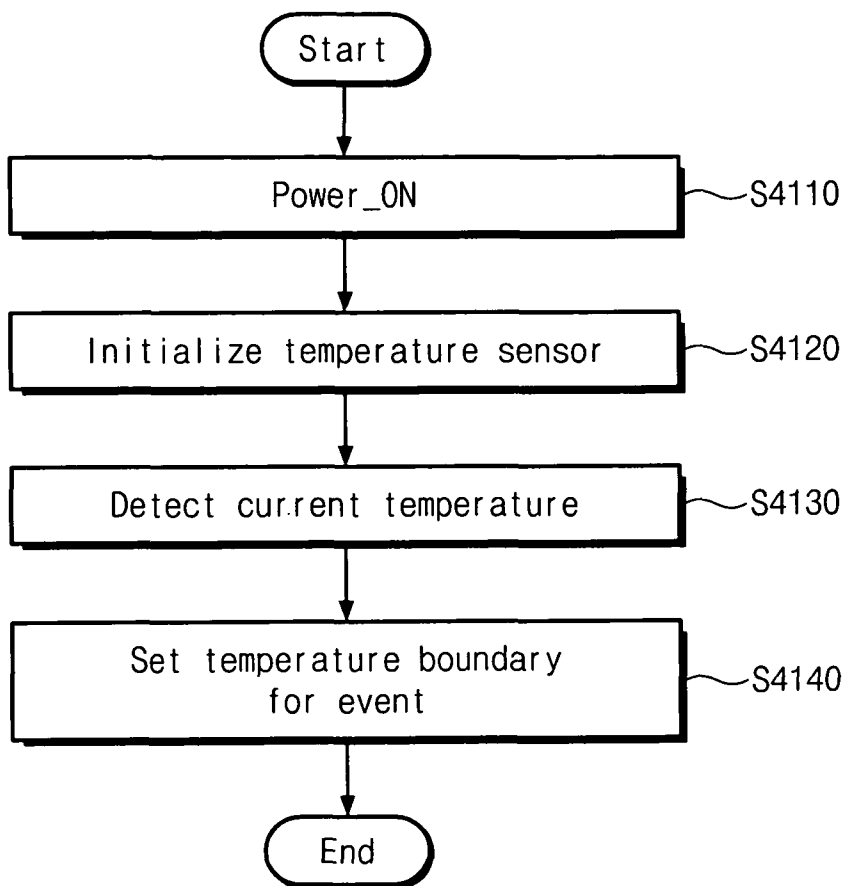 Start
Power_ON
S4110
Initialize temperature sensor
S4120
Detect current temperature
S4130
Set temperature boundary
for event
S4140
End